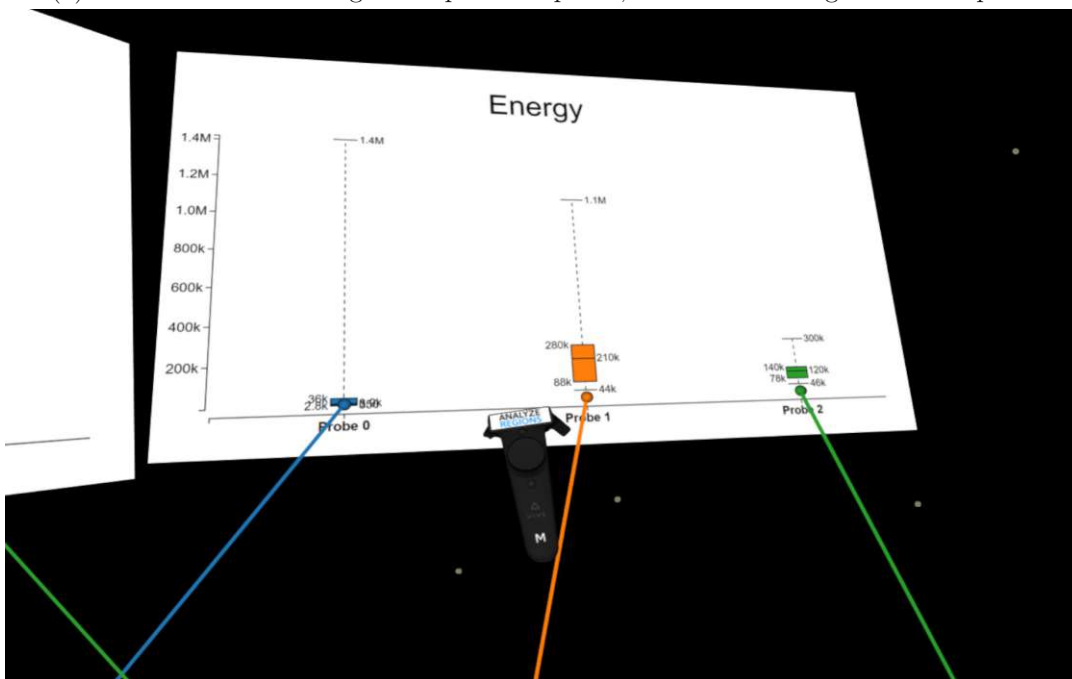 Energy
1.4M
1.2M
1.0M
800k
600k
400k
200k
1.4M
36k
2.8k
Probe 0
1.1M
280k
210k
88k
44k
Probe 1
300k
140k
120k
78k
46k
Probe 2
ANALYZE
REGIONS
M